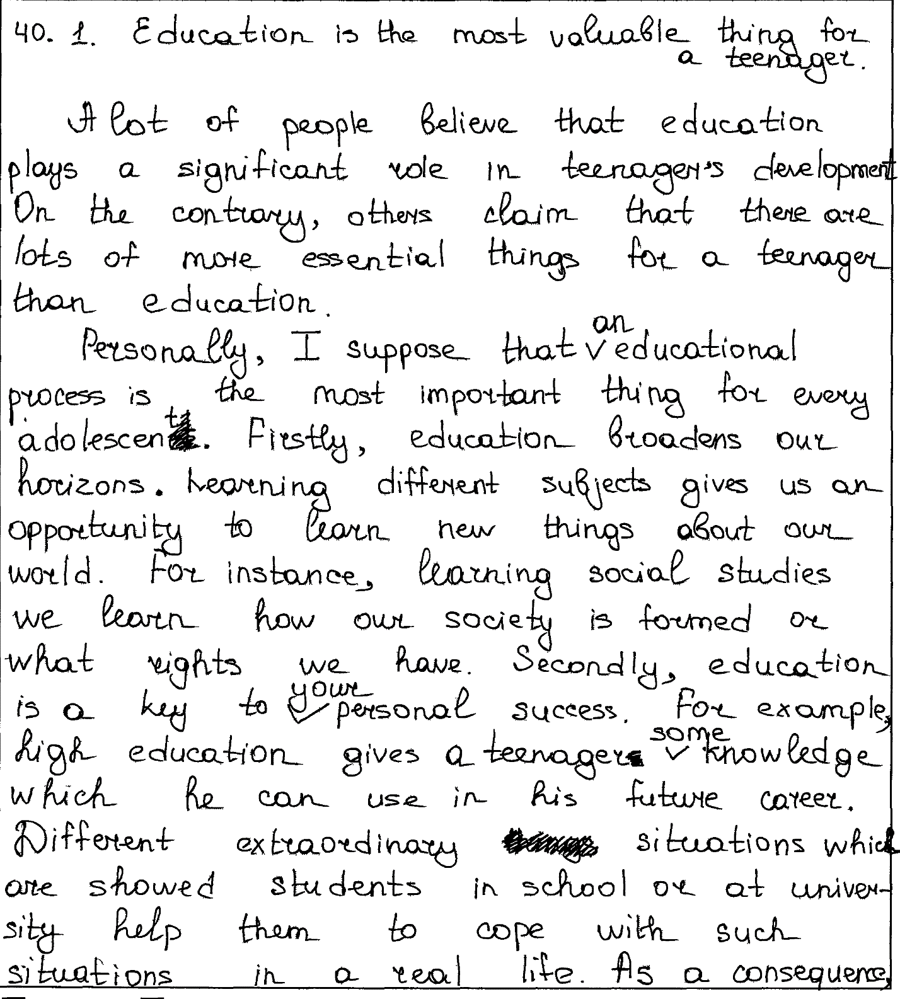 40. 1. Education is the most valuable thing for
a teenager.
A lot of people believe that education
plays a significant role in teenager's development
On the contrary, others claim that there are
lots of more essential things for a teenager
than education.
Personally, I suppose that an educational
process is the most important thing for every
adolescent. Firstly, education broadens our
horizons. Learning different subjects gives us an
opportunity to learn new things about our
world. For instance, learning social studies
we learn how our society is formed or
what rights we have. Secondly, education
is a key to your personal success. For example,
high education gives a teenager some knowledge
which he can use in his future career.
Different extraordinary situations which
are showed students in school or at univer-
sity help them to cope with such
situations in a real life. As a consequence,